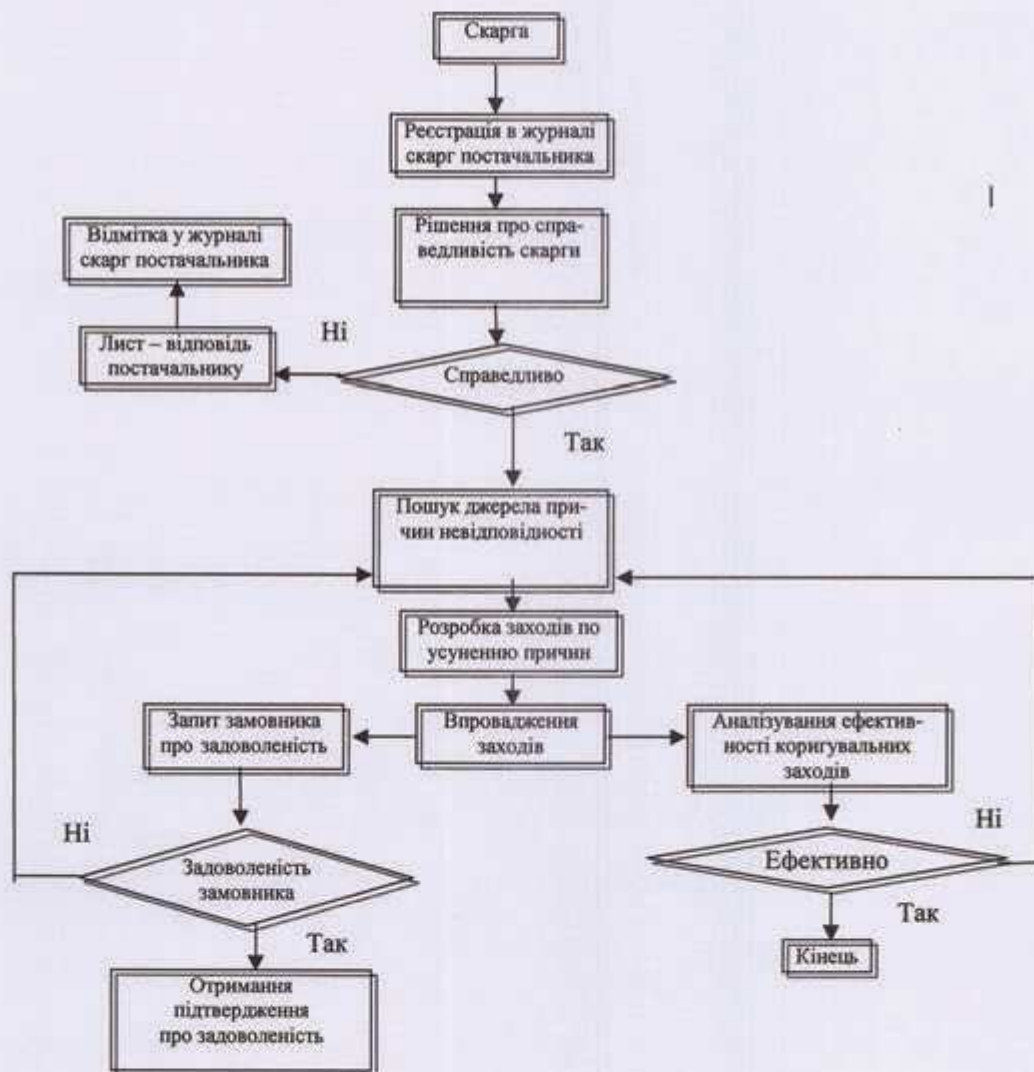 Скарга
Реєстрація в журналі
скарг постачальника
Рішення про спра-
ведливість скарги
Відмітка у журналі
скарг постачальника
Лист – відповідь
постачальнику
Ні
Справедливо
Так
Пошук джерела при-
чин невідповідності
Розробка заходів по
усуненню причин
Запит замовника
про задоволеність
Впровадження
заходів
Аналізування ефектив-
ності коригувальних
заходів
Ні
Задоволеність
замовника
Так
Ні
Ефективно
Так
Кінець
Отримання
підтвердження
про задоволеність